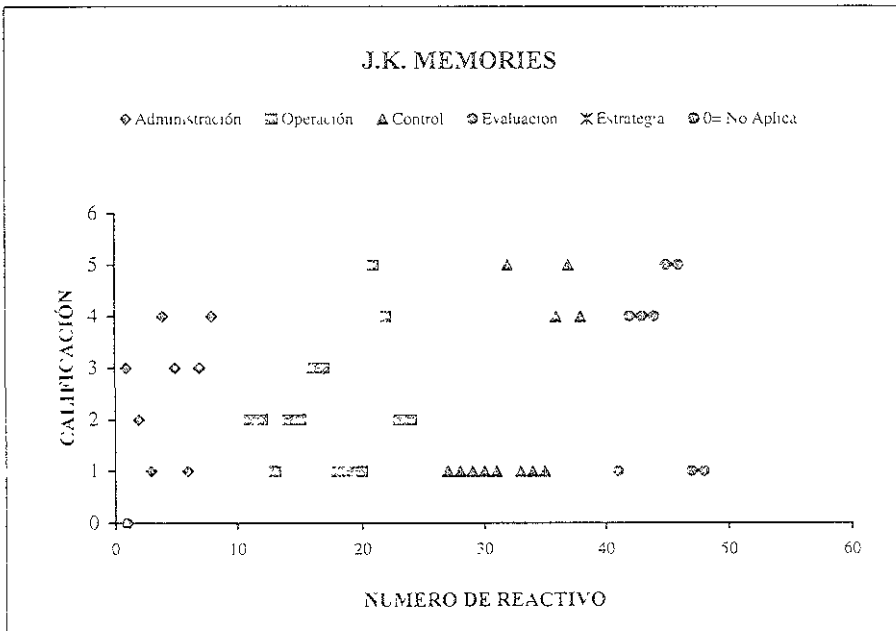 J.K. MEMORIES
Administración Operación Control Evaluacion Estrategia 0= No Aplica
6
5
4
3
2
1
0
CALIFICACIÓN
0 10 20 30 40 50 60
NUMERO DE REACTIVO